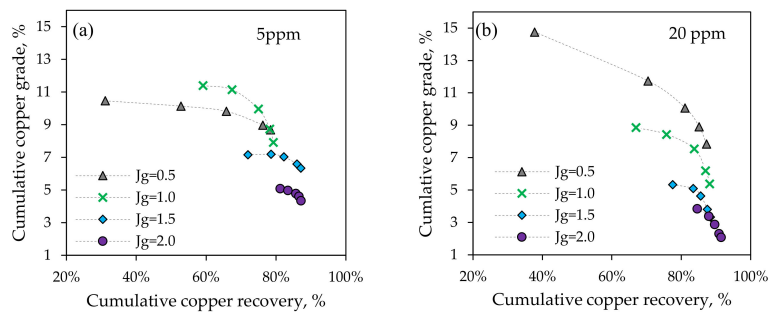 (a)
5ppm
Cumulative copper grade, %
15
13
11
9
7
5
3
1
Jg=0.5
Jg=1.0
Jg=1.5
Jg=2.0
20% 40% 60% 80% 100%
Cumulative copper recovery, %
(b)
20 ppm
Cumulative copper grade, %
15
13
11
9
7
5
3
1
Jg=0.5
Jg=1.0
Jg=1.5
Jg=2.0
20% 40% 60% 80% 100%
Cumulative copper recovery, %